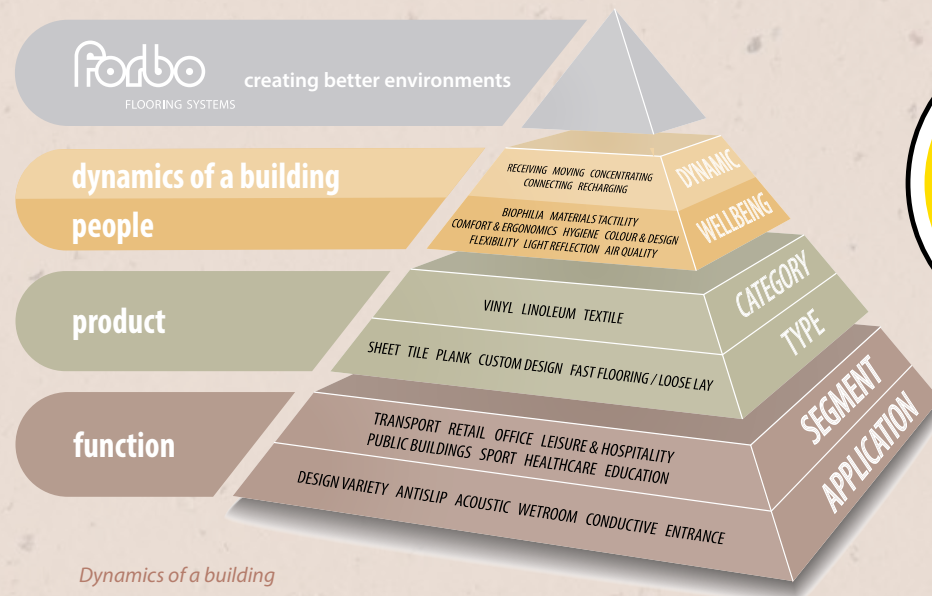 forbo
FLOORING SYSTEMS
creating better environments
dynamics of a building
RECEIVING MOVING CONCENTRATING
CONNECTING RECHARGING
DYNAMIC
people
BIOPHILIA MATERIALS TACTILITY
COMFORT & ERGONOMICS HYGIENE COLOUR & DESIGN
FLEXIBILITY LIGHT REFLECTION AIR QUALITY
WELLBEING
product
VINYL LINOLEUM TEXTILE
CATEGORY
SHEET TILE PLANK CUSTOM DESIGN FAST FLOORING / LOOSE LAY
TYPE
function
TRANSPORT RETAIL OFFICE LEISURE & HOSPITALITY
PUBLIC BUILDINGS SPORT HEALTHCARE EDUCATION
SEGMENT
DESIGN VARIETY ANTISLIP ACOUSTIC WETROOM CONDUCTIVE ENTRANCE
APPLICATION
Dynamics of a building